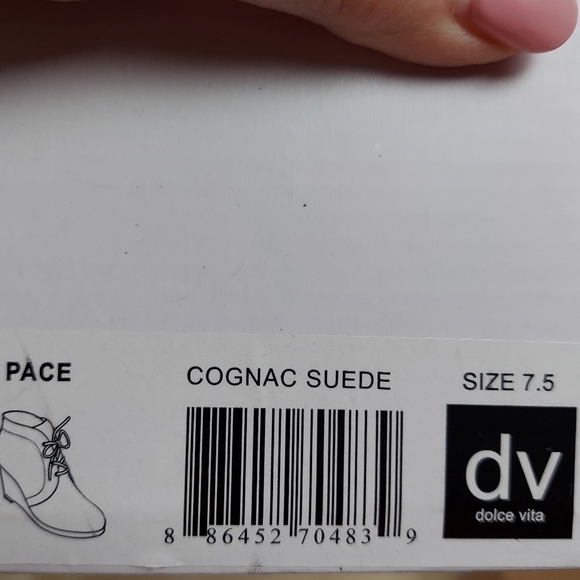 PACE
COGNAC SUEDE
SIZE 7.5
8 86452 70483 9
dv
dolce vita